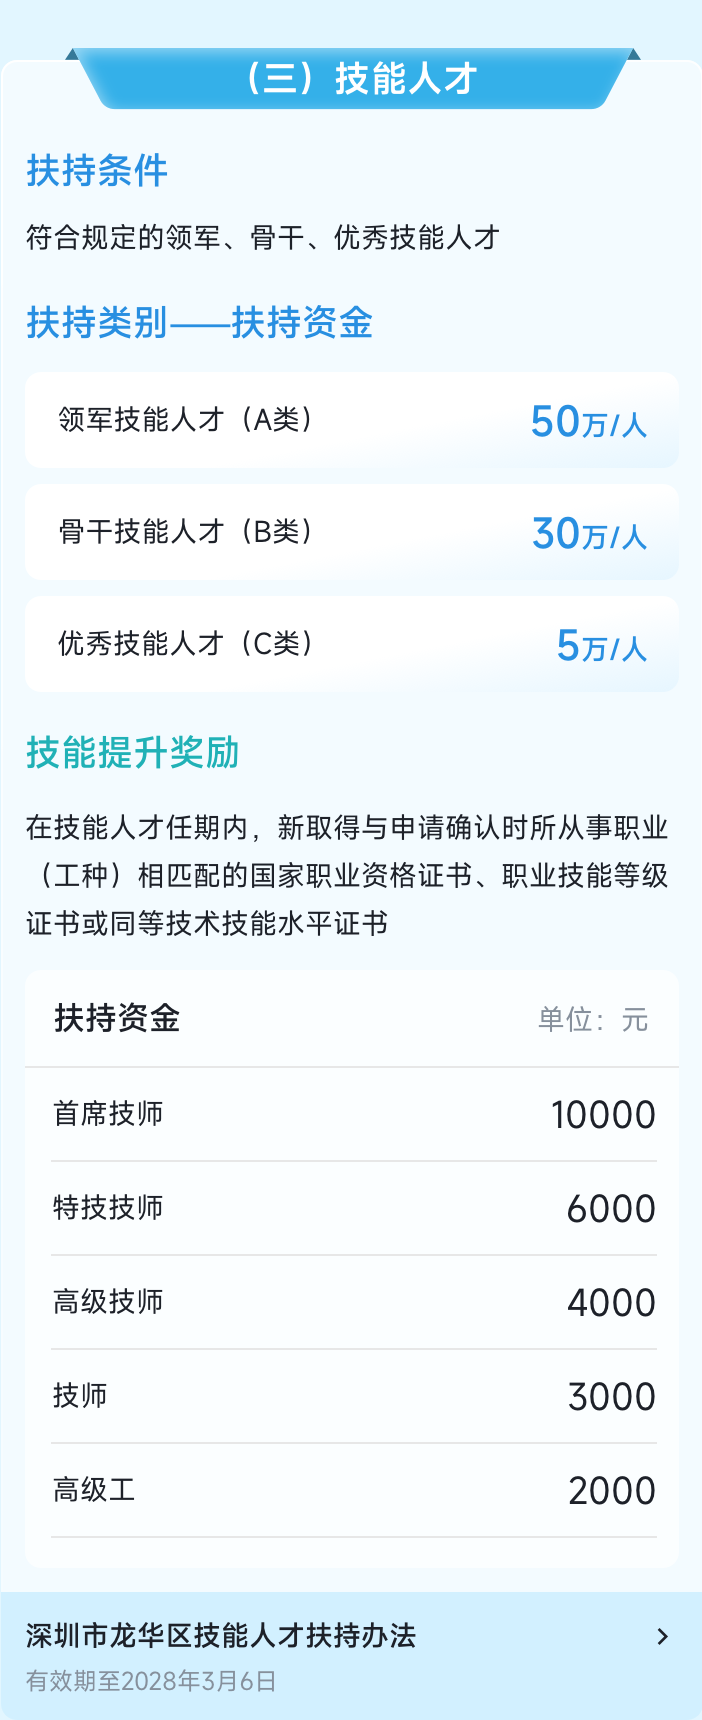 （三）技能人才
扶持条件
符合规定的领军、骨干、优秀技能人才
扶持类别——扶持资金
领军技能人才（A类） 50万/人
骨干技能人才（B类） 30万/人
优秀技能人才（C类） 5万/人
技能提升奖励
在技能人才任期内，新取得与申请确认时所从事职业
（工种）相匹配的国家职业资格证书、职业技能等级
证书或同等技术技能水平证书
扶持资金 单位：元
首席技师 10000
特技技师 6000
高级技师 4000
技师 3000
高级工 2000
深圳市龙华区技能人才扶持办法
有效期至2028年3月6日